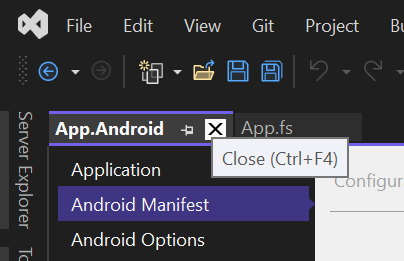 File Edit View Git Project
App.Android App.fs
Close (Ctrl+F4)
Server Explorer
Application
Android Manifest
Android Options